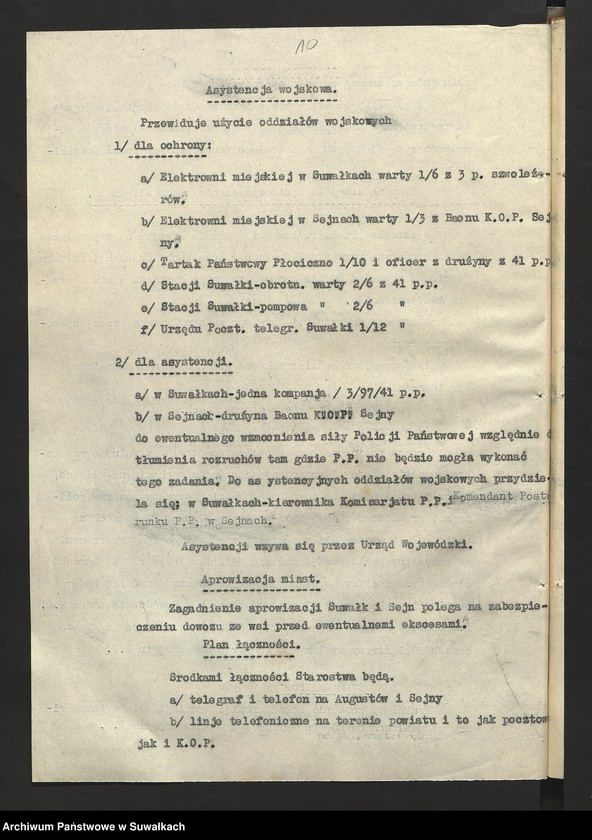 10
Asystencja wojskowa.
Przewiduje użycie oddziałów wojskowych
1/ dla ochrony:
a/ Elektrowni miejskiej w Suwałkach warty 1/6 z 3 p. szwoleże-
rów.
b/ Elektrowni miejskiej w Sejnach warty 1/3 z Baonu K.O.P. Sej
ny.
c/ Tartak Państwowy Płociczno 1/10 i oficer z drużyny z 41 p.p.
d/ Stacji Suwałki-obrotn. warty 2/6 z 41 p.p.
e/ Stacji Suwałki-pompowa " 2/6 "
f/ Urzędu Poczt. telegr. Suwałki 1/12 "
2/ dla asystencji.
a/ w Suwałkach-jedna kompanja / 3/97/41 p.p.
b/ w Sejnach-drużyna Baonu K.O.P. Sejny
do ewentualnego wzmocnienia siły Policji Państwowej względnie d
tłumienia rozruchów tam gdzie P.P. nie będzie mogła wykonać
tego zadania. Do as ystencyjnych oddziałów wojskowych przydzie-
la się; w Suwałkach-kierownika Komisarjatu P.P. i Komendant Poste
runku P.P. w Sejnach.
Asystencji wzywa się przez Urząd Wojewódzki.
Aprowizacja miast.
Zagadnienie aprowizacji Suwałk i Sejn polega na zabezpie-
czeniu dowozu ze wsi przed ewentualnemi ekscesami.
Plan łączności.
Srodkami łączności Starostwa będą.
a/ telegraf i telefon na Augustów i Sejny
b/ linje telefoniczne na terenie powiatu i to jak pocztow
jak i K.O.P.
Archiwum Państwowe w Suwałkach